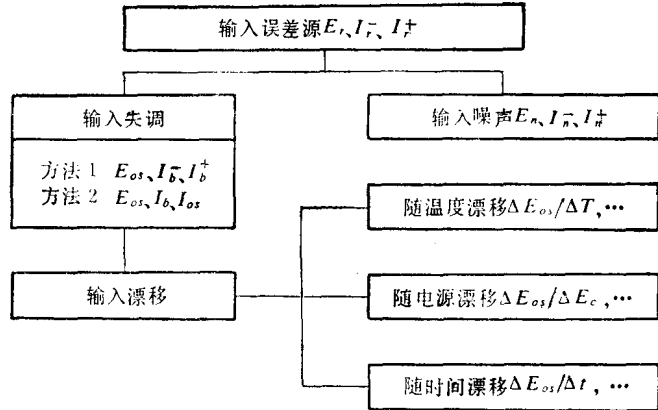 输入误差源Er、Ir⁻、Ir⁺
输入失调
方法 1 Eos、Ib⁻、Ib⁺
方法 2 Eos、Ib、Ios
输入噪声En、In⁻、In⁺
随温度漂移ΔEos/ΔT,…
输入漂移
随电源漂移ΔEos/ΔEc,…
随时间漂移ΔEos/Δt,…